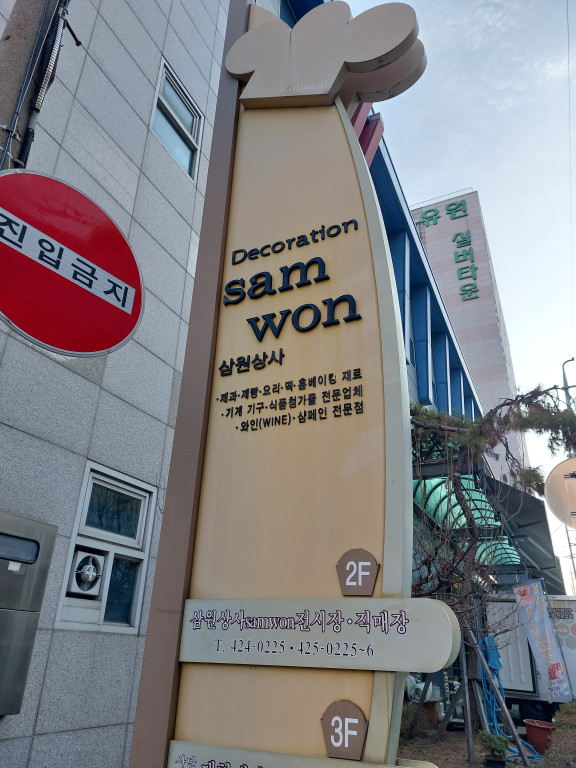 Decoration
sam
won
삼원상사
·제과·제빵·요리·떡·홈베이킹 재료
·기계 기구·식품첨가물 전문업체
·와인(WINE)·샴페인 전문점
2F
삼원상사samwon전시장·직매장
T. 424-0225 · 425-0225~6
3F
진입금지
유원 실버타운